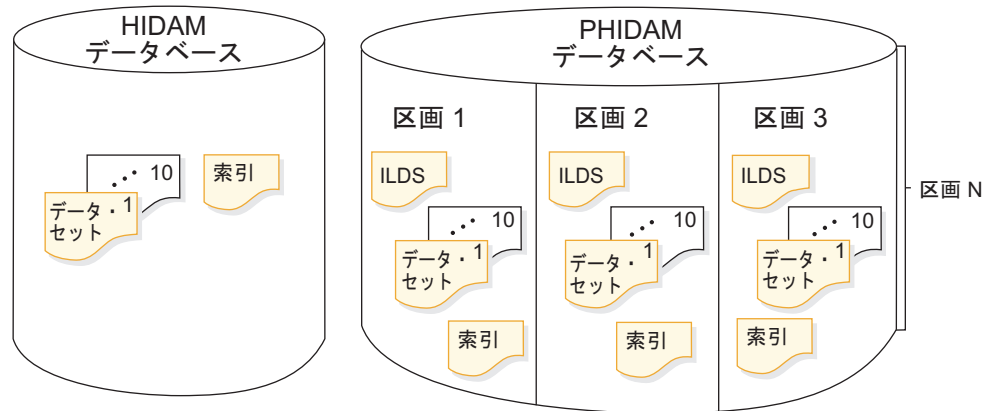 HIDAM
データベース
10
データ・1
セット
索引
PHIDAM
データベース
区画 1
区画 2
区画 3
ILDS
ILDS
ILDS
10
データ・1
セット
10
データ・1
セット
10
データ・1
セット
索引
索引
索引
区画 N